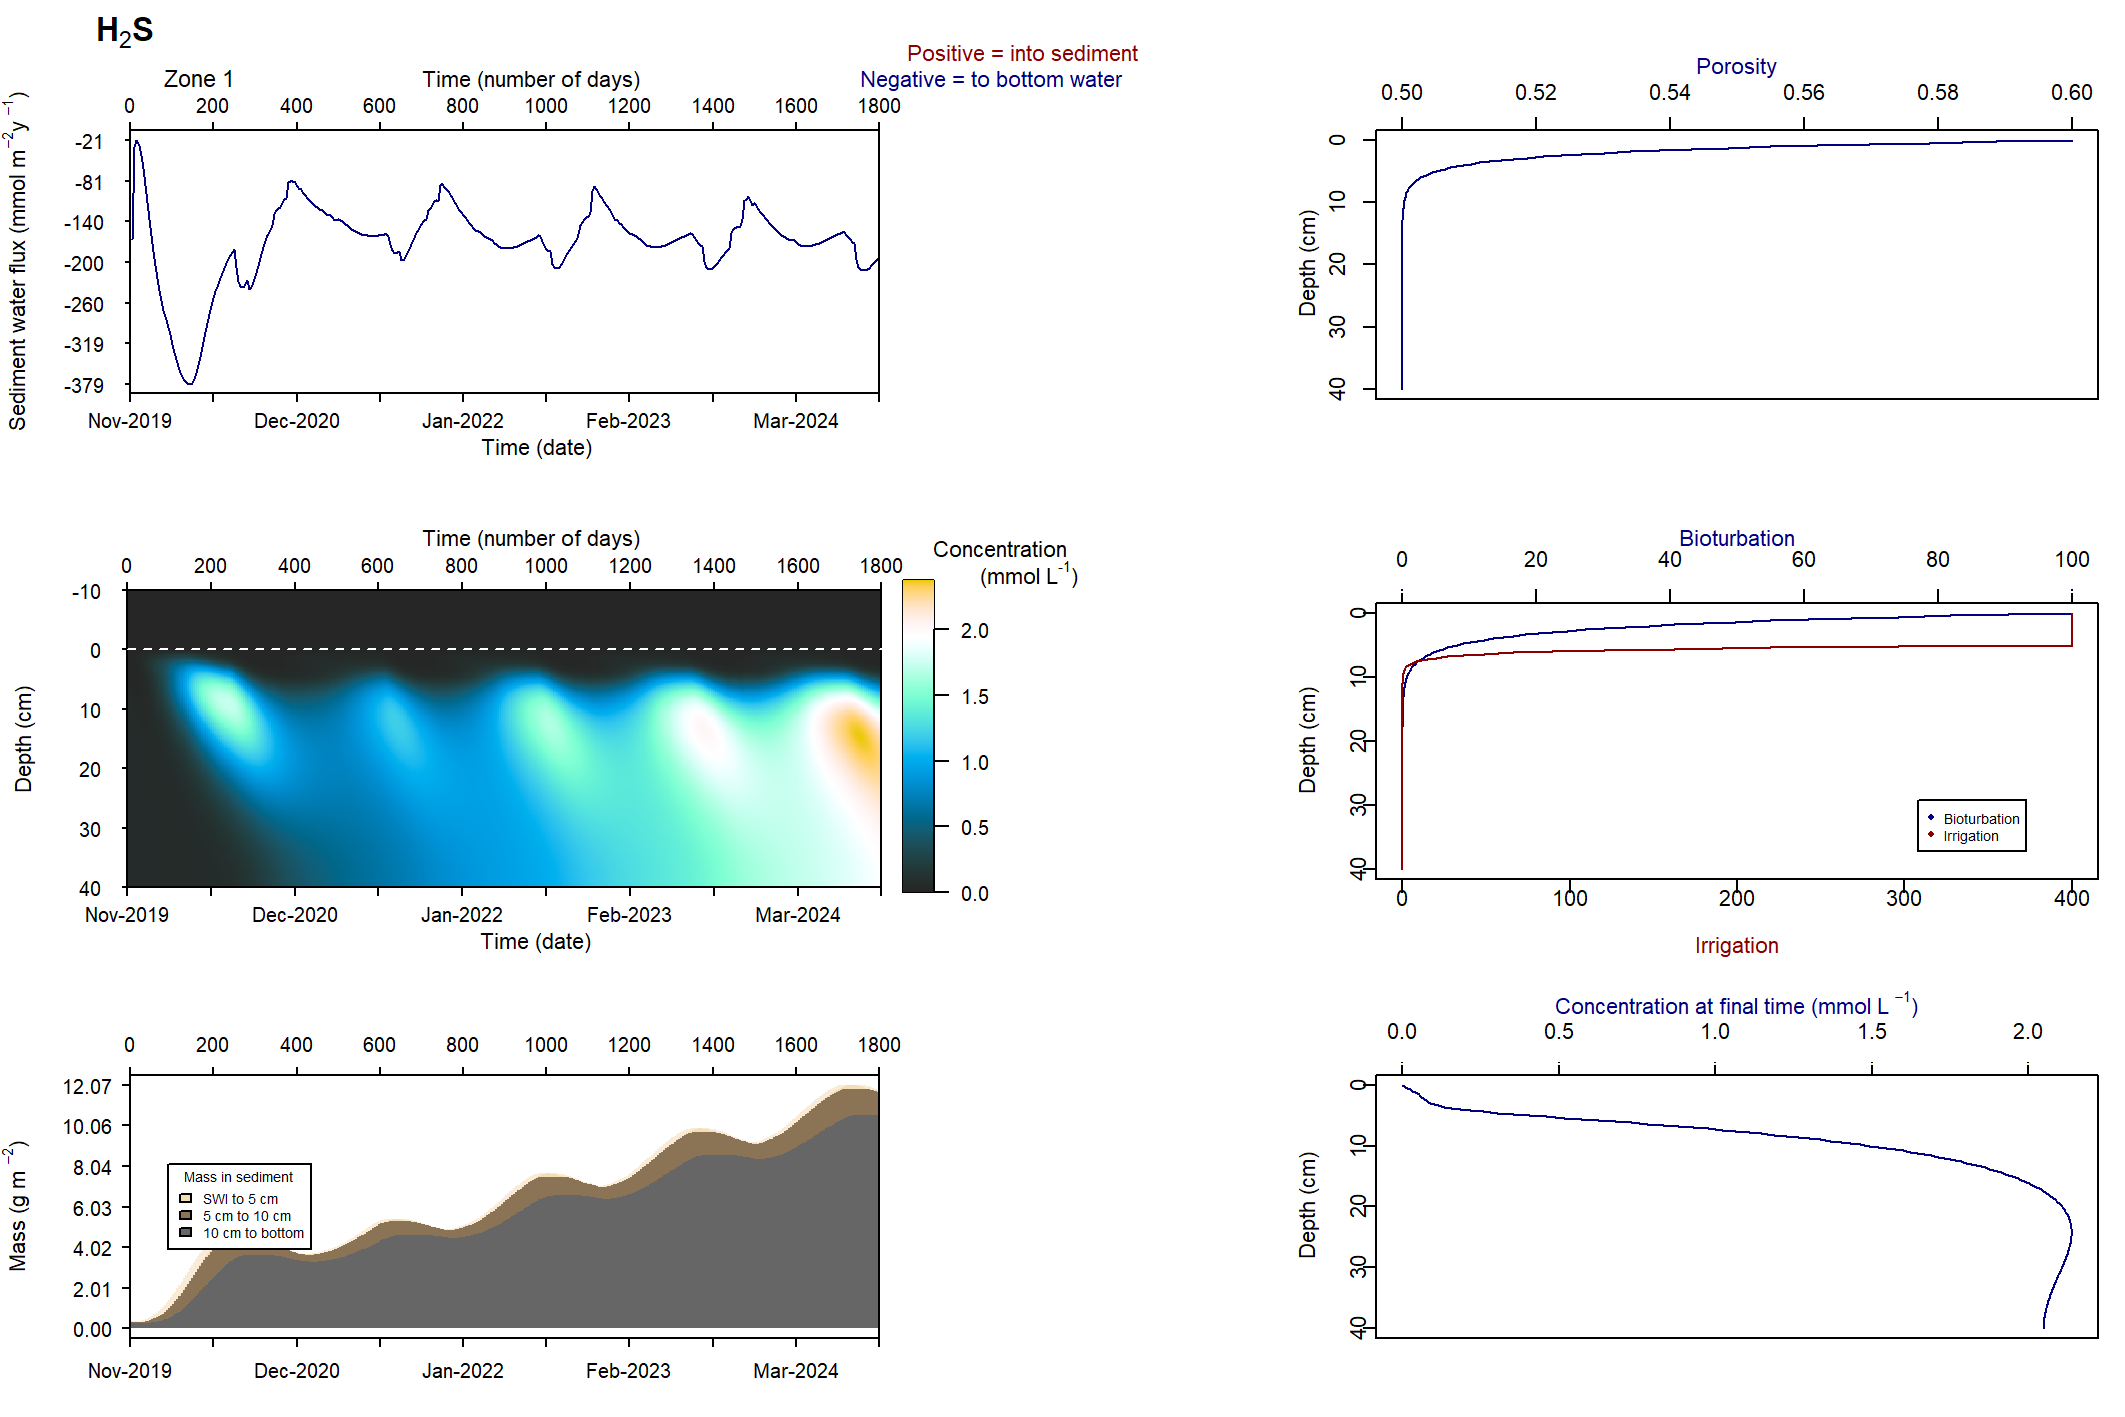 H2S
Positive = into sediment
Negative = to bottom water
Zone 1
Time (number of days)
0 200 400 600 800 1000 1200 1400 1600 1800
Sediment water flux (mmol m−2y −1)
-21
-81
-140
-200
-260
-319
-379
Nov-2019 Dec-2020 Jan-2022 Feb-2023 Mar-2024
Time (date)
Porosity
0.50 0.52 0.54 0.56 0.58 0.60
Depth (cm)
0
10
20
30
40
Time (number of days)
0 200 400 600 800 1000 1200 1400 1600 1800
Concentration
(mmol L-1)
2.0
1.5
1.0
0.5
0.0
Depth (cm)
-10
0
10
20
30
40
Nov-2019 Dec-2020 Jan-2022 Feb-2023 Mar-2024
Time (date)
Bioturbation
0 20 40 60 80 100
Depth (cm)
0
10
20
30
40
Bioturbation
Irrigation
0 100 200 300 400
Irrigation
0 200 400 600 800 1000 1200 1400 1600 1800
Mass (g m −2)
12.07
10.06
8.04
6.03
4.02
2.01
0.00
Mass in sediment
SWI to 5 cm
5 cm to 10 cm
10 cm to bottom
Nov-2019 Dec-2020 Jan-2022 Feb-2023 Mar-2024
Concentration at final time (mmol L −1)
0.0 0.5 1.0 1.5 2.0
Depth (cm)
0
10
20
30
40